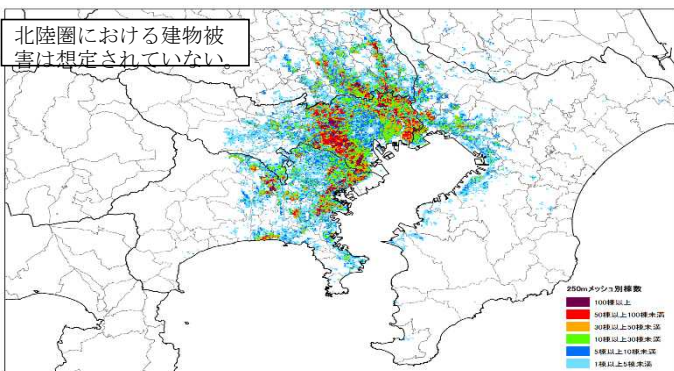 北陸圏における建物被
害は想定されていない。
250mメッシュ別棟数
100棟以上
50棟以上100棟未満
30棟以上50棟未満
10棟以上30棟未満
5棟以上10棟未満
1棟以上5棟未満